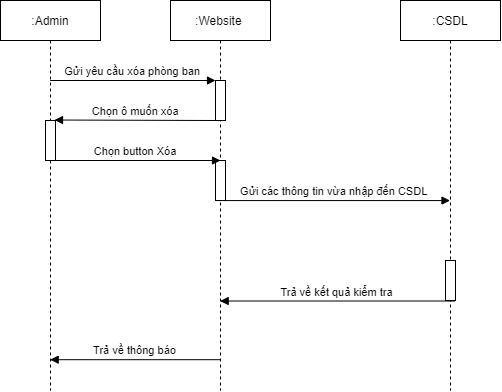 :Admin
:Website
:CSDL
Gửi yêu cầu xóa phòng ban
Chọn ô muốn xóa
Chọn button Xóa
Gửi các thông tin vừa nhập đến CSDL
Trả về kết quả kiểm tra
Trả về thông báo